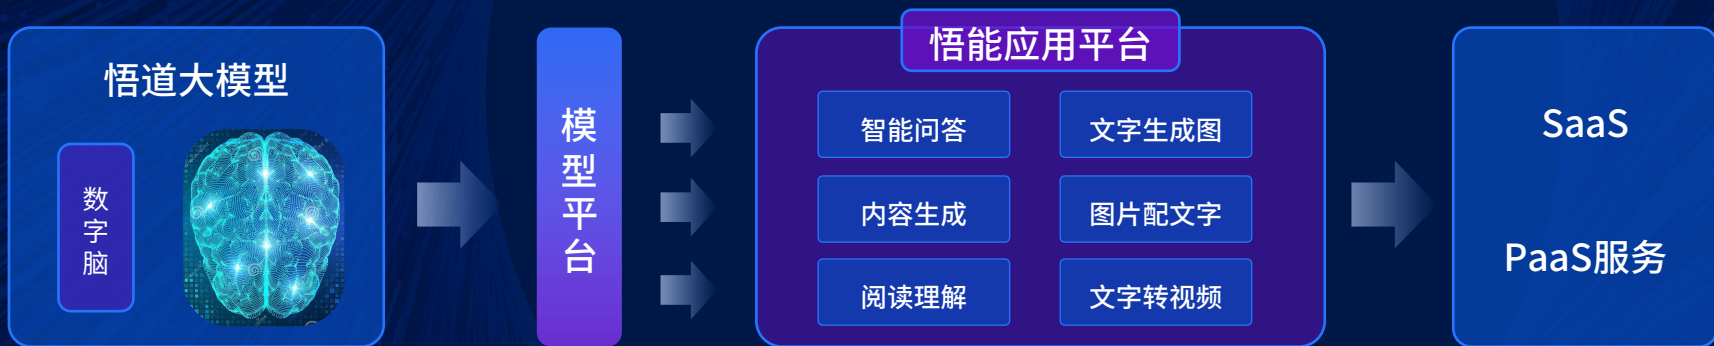 悟道大模型
数字脑
模型平台
悟能应用平台
智能问答
文字生成图
内容生成
图片配文字
阅读理解
文字转视频
SaaS
PaaS服务